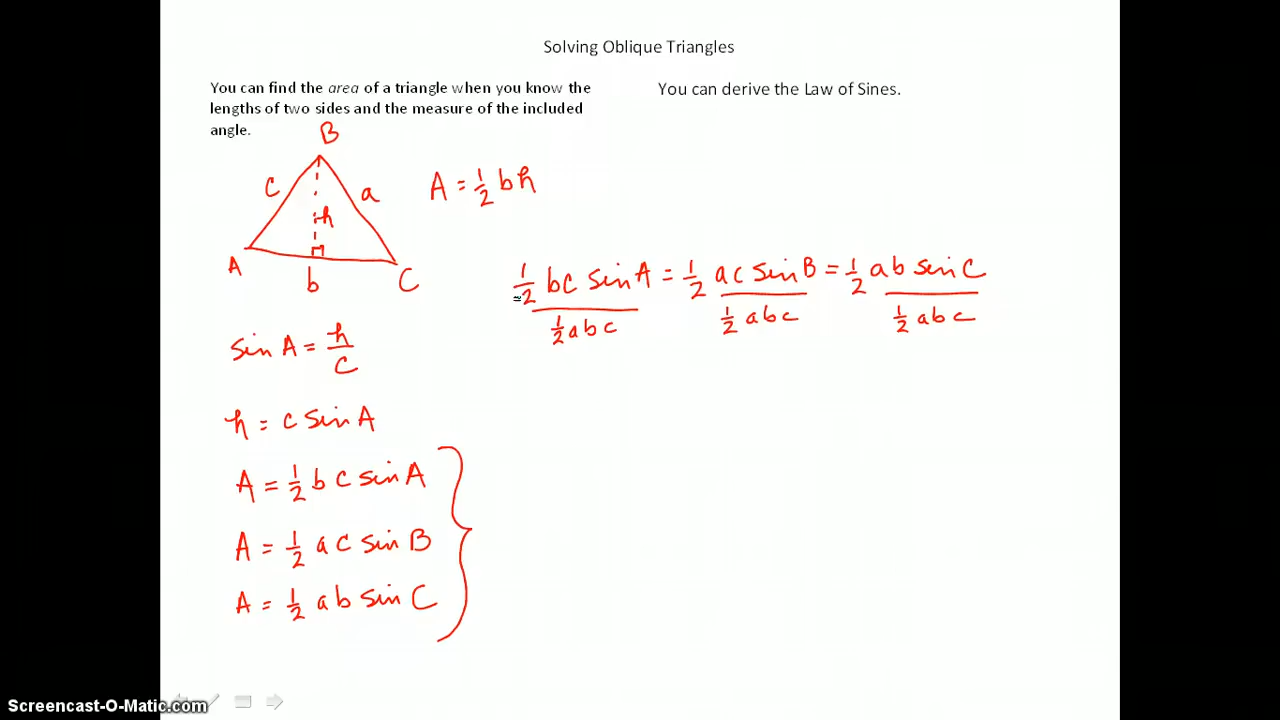 Solving Oblique Triangles
You can find the area of a triangle when you know the
lengths of two sides and the measure of the included
angle.
You can derive the Law of Sines.
B
c
a
h
A
b
C
A = 1/2 bh
sin A = h/c
h = c sin A
A = 1/2 bc sin A
A = 1/2 ac sin B
A = 1/2 ab sin C
1/2 bc sin A = 1/2 ac sin B = 1/2 ab sin C
1/2 abc 1/2 abc 1/2 abc
Screencast-O-Matic.com